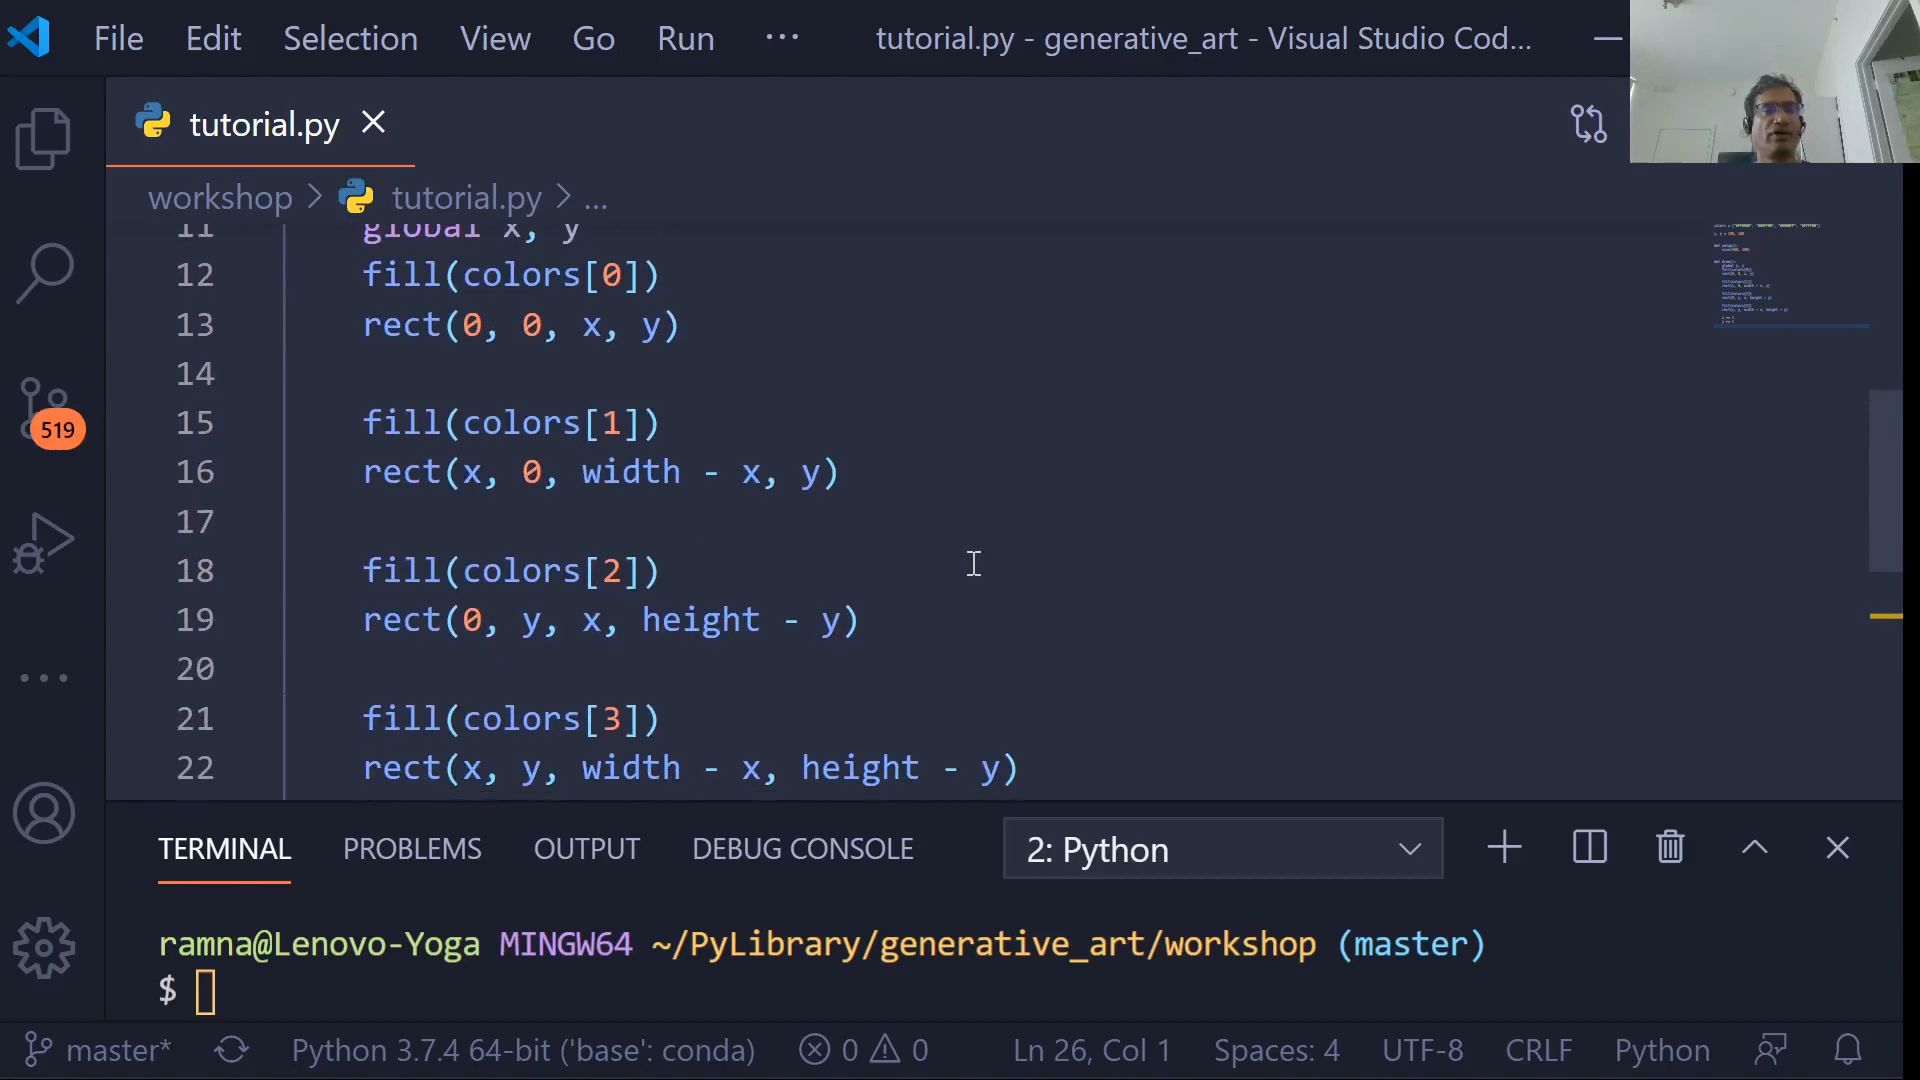 File Edit Selection View Go Run ··· tutorial.py - generative_art - Visual Studio Cod...
tutorial.py
workshop > tutorial.py > ...
11 global x, y
12 fill(colors[0])
13 rect(0, 0, x, y)
14
15 fill(colors[1])
16 rect(x, 0, width - x, y)
17
18 fill(colors[2])
19 rect(0, y, x, height - y)
20
21 fill(colors[3])
22 rect(x, y, width - x, height - y)
519
TERMINAL PROBLEMS OUTPUT DEBUG CONSOLE 2: Python
ramna@Lenovo-Yoga MINGW64 ~/PyLibrary/generative_art/workshop (master)
$
master* Python 3.7.4 64-bit ('base': conda) 0 0 Ln 26, Col 1 Spaces: 4 UTF-8 CRLF Python